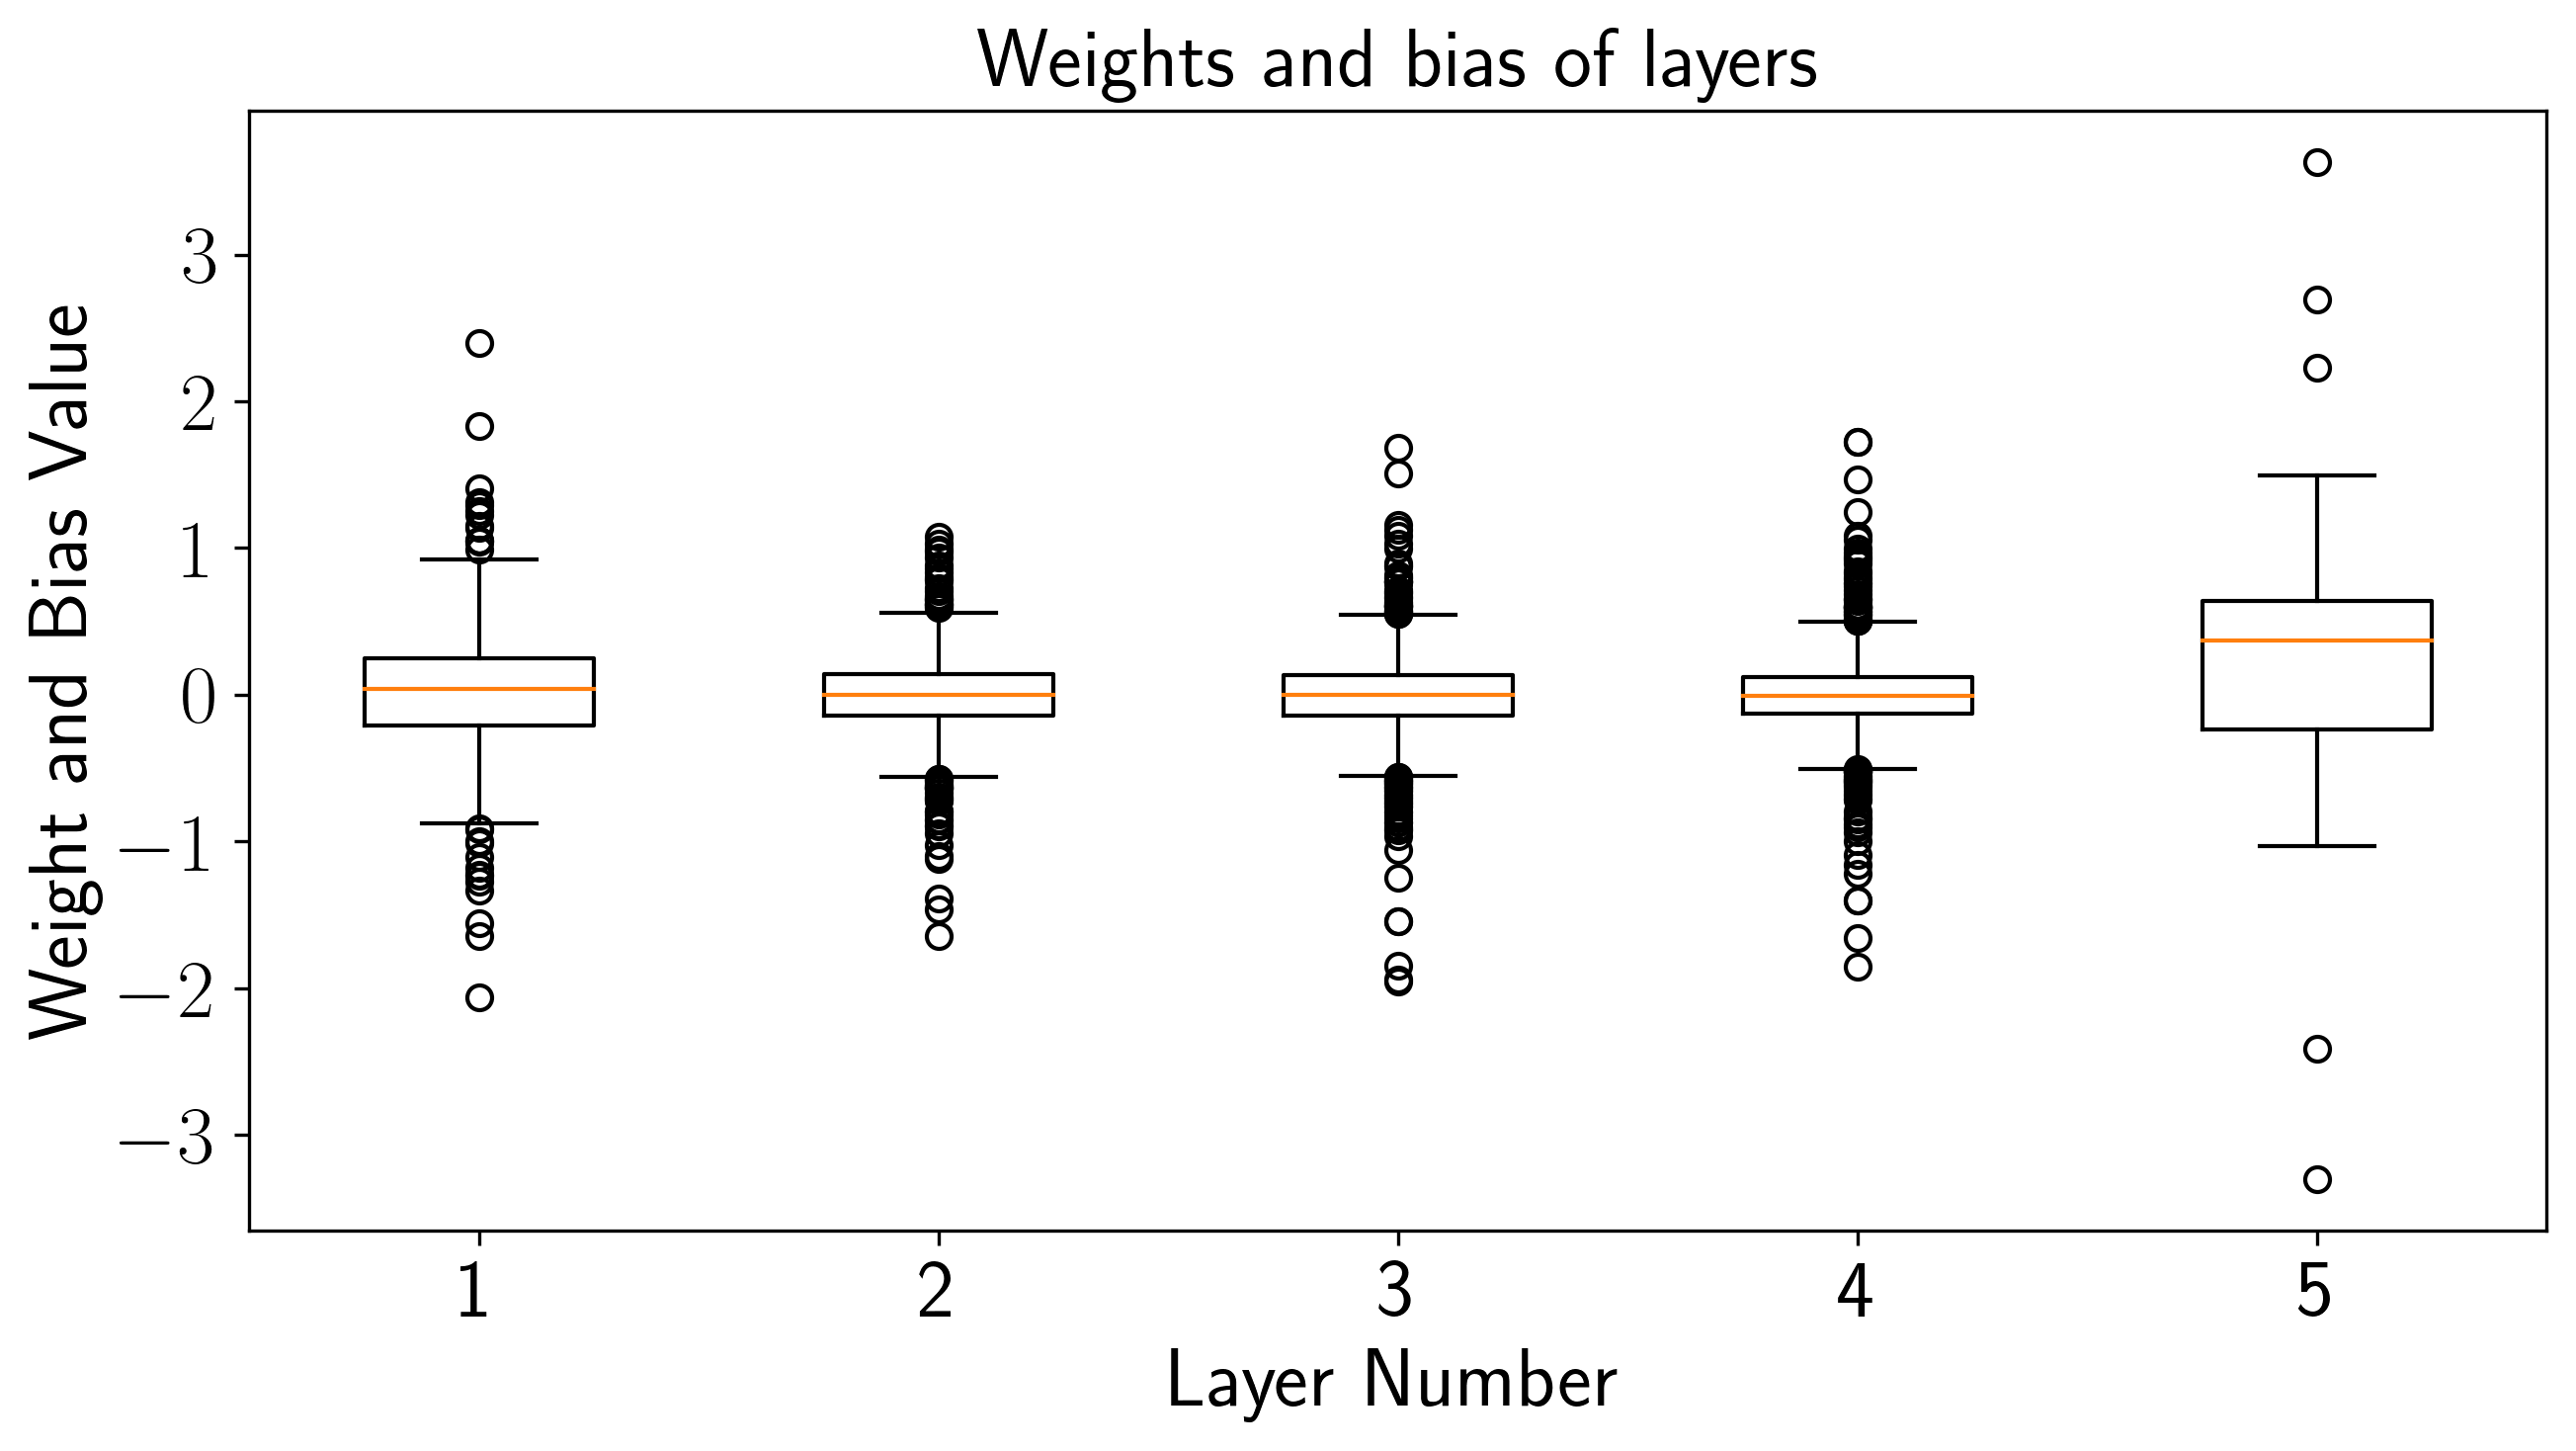 Weights and bias of layers
Weight and Bias Value
3
2
1
0
−1
−2
−3
1 2 3 4 5
Layer Number